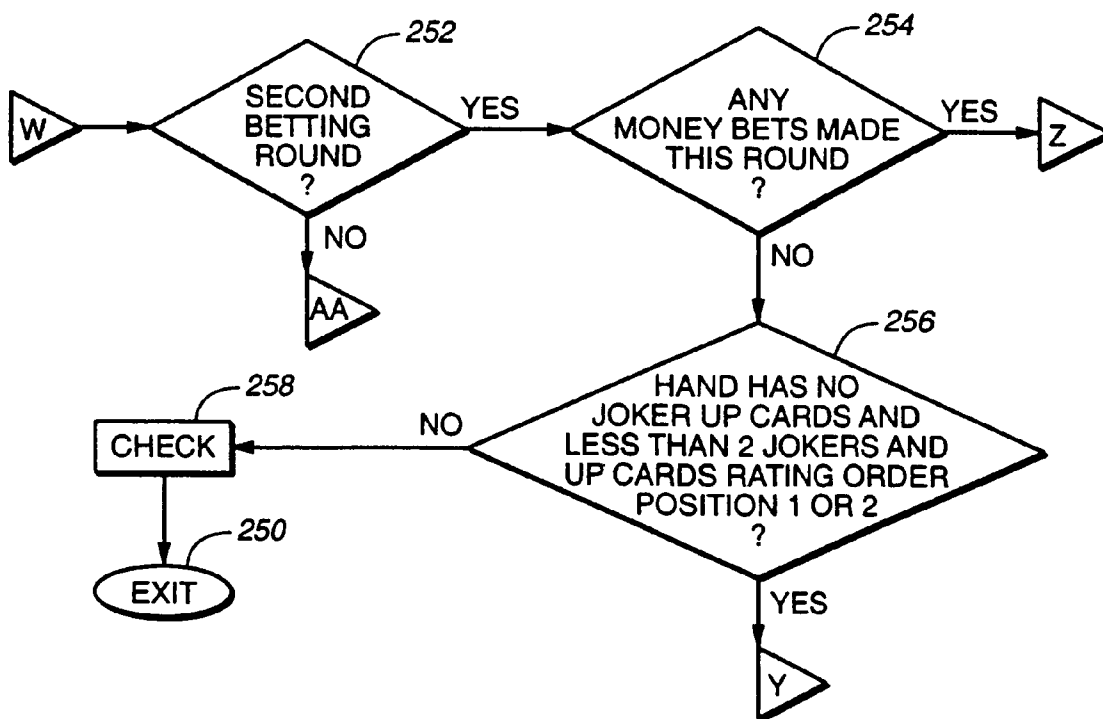 252
254
W
SECOND
BETTING
ROUND
?
YES
ANY
MONEY BETS MADE
THIS ROUND
?
YES
Z
NO
AA
NO
256
HAND HAS NO
JOKER UP CARDS AND
LESS THAN 2 JOKERS AND
UP CARDS RATING ORDER
POSITION 1 OR 2
?
NO
258
CHECK
250
EXIT
YES
Y